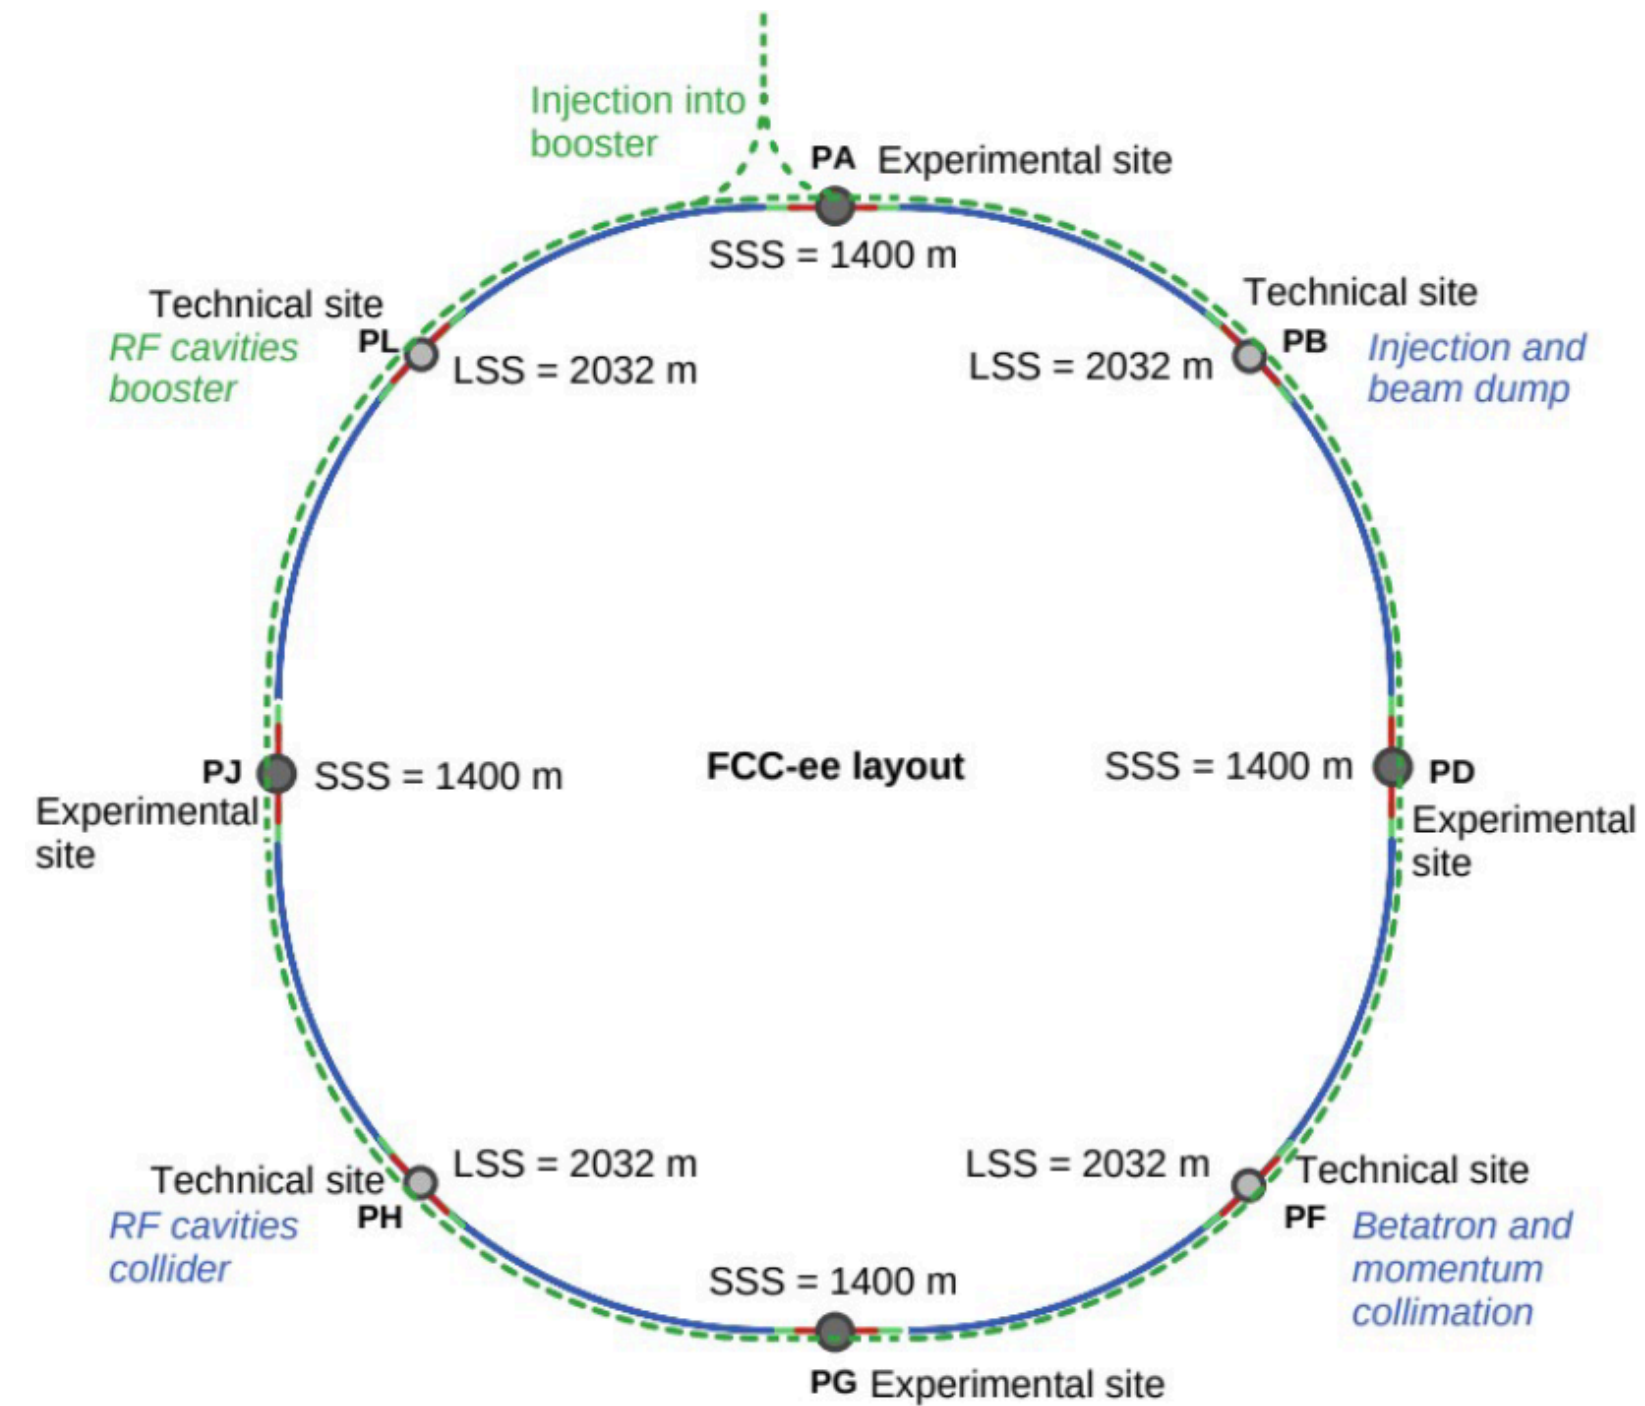 Injection into
booster
PA Experimental site
SSS = 1400 m
Technical site
RF cavities
booster
PL
LSS = 2032 m
Technical site
LSS = 2032 m
PB
Injection and
beam dump
PJ
SSS = 1400 m
Experimental
site
FCC-ee layout
SSS = 1400 m
PD
Experimental
site
LSS = 2032 m
Technical site
PH
RF cavities
collider
LSS = 2032 m
Technical site
PF
Betatron and
momentum
collimation
SSS = 1400 m
PG Experimental site